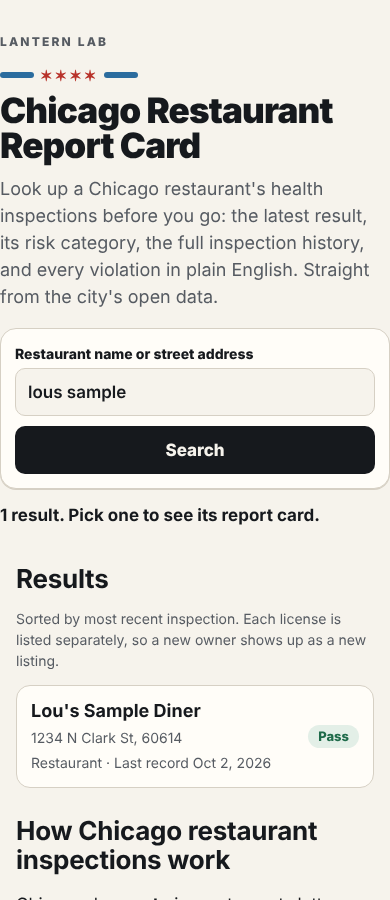 LANTERN LAB
Chicago Restaurant
Report Card
Look up a Chicago restaurant's health
inspections before you go: the latest result,
its risk category, the full inspection history,
and every violation in plain English. Straight
from the city's open data.
Restaurant name or street address
lous sample
Search
1 result. Pick one to see its report card.
Results
Sorted by most recent inspection. Each license is
listed separately, so a new owner shows up as a new
listing.
Lou's Sample Diner
1234 N Clark St, 60614
Pass
Restaurant · Last record Oct 2, 2026
How Chicago restaurant
inspections work